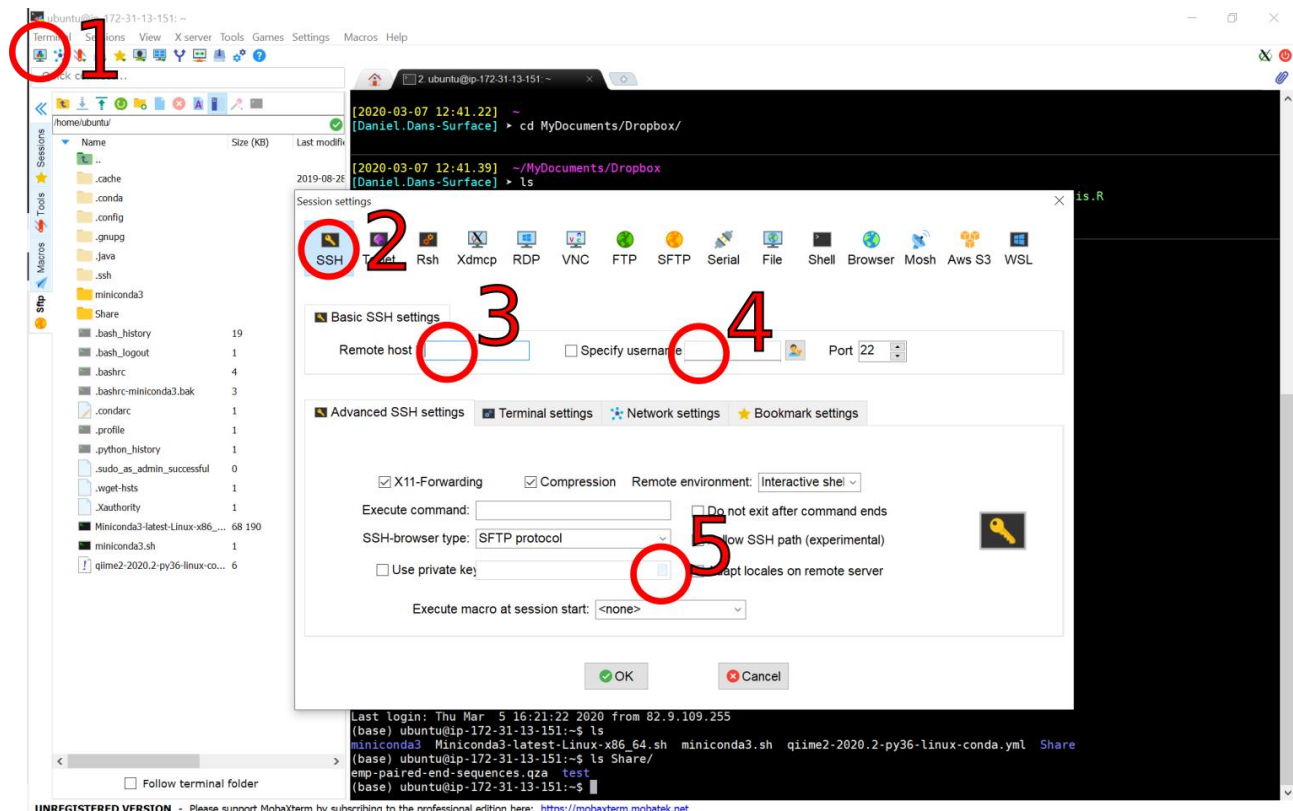 ubuntu@ip-172-31-13-151: ~
1
Terminal Sessions View X server Tools Games Settings Macros Help
2. ubuntu@ip-172-31-13-151: ~
/home/ubuntu/
Name Size (KB) Last modifi
..
.cache 2019-08-28
.conda
.config
.gnupg
.java
.ssh
miniconda3
Share
.bash_history 19
.bash_logout 1
.bashrc 4
.bashrc-miniconda3.bak 3
.condarc 1
.profile 1
.python_history 1
.sudo_as_admin_successful 0
.wget-hsts 1
.Xauthority 1
Miniconda3-latest-Linux-x86_... 68 190
miniconda3.sh 1
qiime2-2020.2-py36-linux-co... 6
Sessions
Tools
Macros
Sftp
Follow terminal folder
[2020-03-07 12:41.22] ~
[Daniel.Dans-Surface] ➤ cd MyDocuments/Dropbox/
[2020-03-07 12:41.39] ~/MyDocuments/Dropbox
[Daniel.Dans-Surface] ➤ ls
is.R
Session settings
2
SSH Telnet Rsh Xdmcp RDP VNC FTP SFTP Serial File Shell Browser Mosh Aws S3 WSL
3
4
Basic SSH settings
Remote host Specify username Port 22
Advanced SSH settings Terminal settings Network settings Bookmark settings
X11-Forwarding Compression Remote environment: Interactive shel
Execute command: Do not exit after command ends
5
SSH-browser type: SFTP protocol Follow SSH path (experimental)
Use private key Adapt locales on remote server
Execute macro at session start: <none>
OK Cancel
Last login: Thu Mar 5 16:21:22 2020 from 82.9.109.255
(base) ubuntu@ip-172-31-13-151:~$ ls
miniconda3 Miniconda3-latest-Linux-x86_64.sh miniconda3.sh qiime2-2020.2-py36-linux-conda.yml Share
(base) ubuntu@ip-172-31-13-151:~$ ls Share/
emp-paired-end-sequences.qza test
(base) ubuntu@ip-172-31-13-151:~$
UNREGISTERED VERSION - Please support MobaXterm by subscribing to the professional edition here: https://mobaxterm.mobatek.net